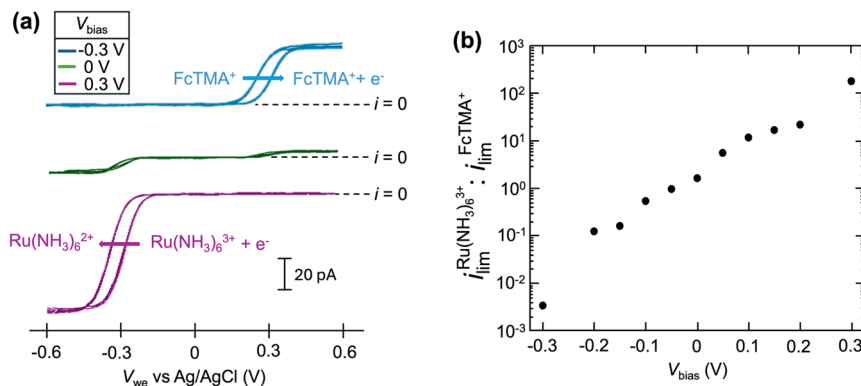 (a)
V_bias
-0.3 V
0 V
0.3 V
FcTMA⁺ FcTMA⁺+ e⁻
i = 0
i = 0
i = 0
Ru(NH₃)₆²⁺ Ru(NH₃)₆³⁺ + e⁻
20 pA
-0.6 -0.3 0 0.3 0.6
V_we vs Ag/AgCl (V)
(b)
i_lim^Ru(NH₃)₆³⁺ : i_lim^FcTMA⁺
10³
10²
10¹
10⁰
10⁻¹
10⁻²
10⁻³
-0.3 -0.2 -0.1 0 0.1 0.2 0.3
V_bias (V)